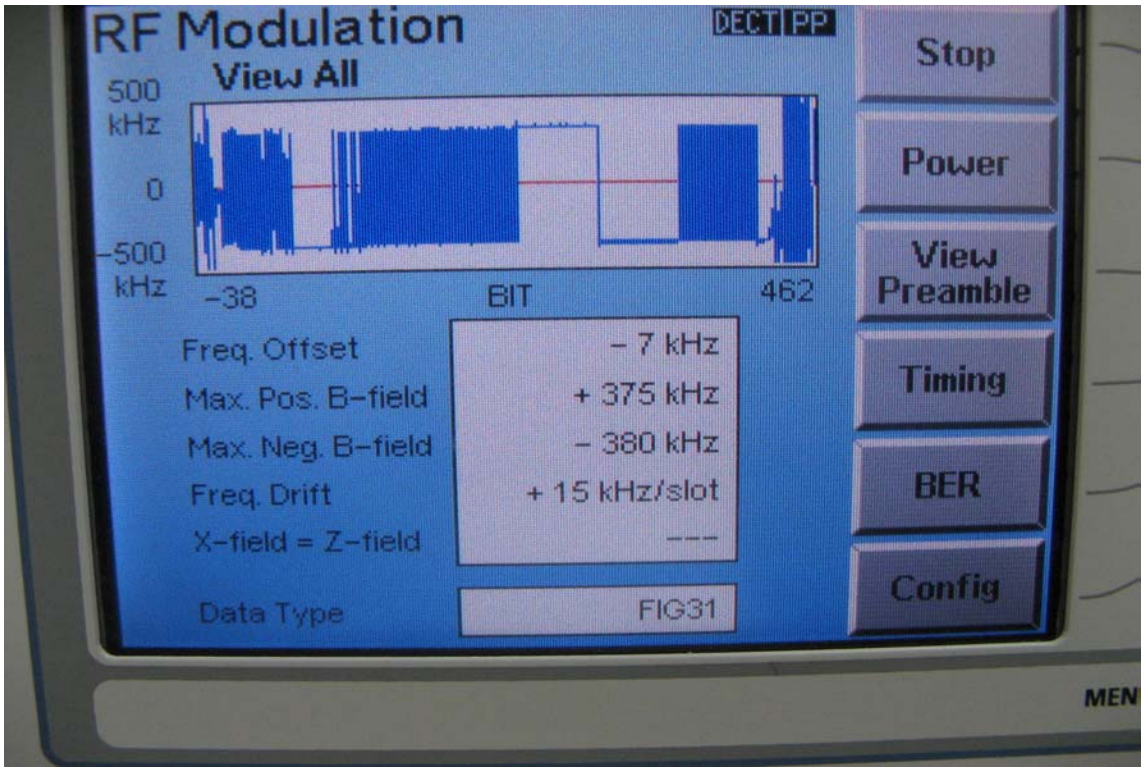 RF Modulation DECT PP
View All
500
kHz
0
-500
kHz
-38 BIT 462
Freq. Offset - 7 kHz
Max. Pos. B-field + 375 kHz
Max. Neg. B-field - 380 kHz
Freq. Drift + 15 kHz/slot
X-field = Z-field ---
Data Type FIG31
Stop
Power
View
Preamble
Timing
BER
Config
MEN